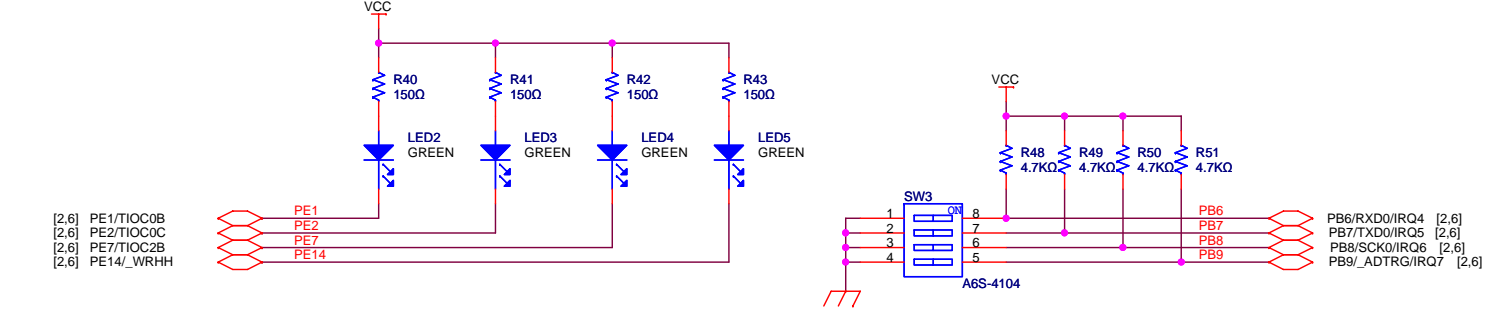 VCC
R40
150Ω
R41
150Ω
R42
150Ω
R43
150Ω
LED2
GREEN
LED3
GREEN
LED4
GREEN
LED5
GREEN
[2,6] PE1/TIOC0B
PE1
[2,6] PE2/TIOC0C
PE2
[2,6] PE7/TIOC2B
PE7
[2,6] PE14/_WRHH
PE14
VCC
R48
4.7KΩ
R49
4.7KΩ
R50
4.7KΩ
R51
4.7KΩ
SW3
ON
1 8
2 7
3 6
4 5
A6S-4104
PB6
PB6/RXD0/IRQ4 [2,6]
PB7
PB7/TXD0/IRQ5 [2,6]
PB8
PB8/SCK0/IRQ6 [2,6]
PB9
PB9/_ADTRG/IRQ7 [2,6]